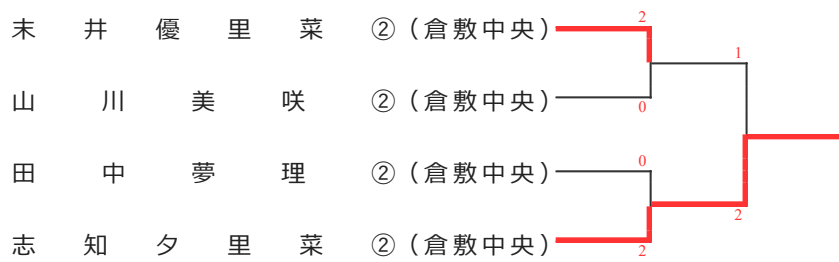 末井優里菜 ②（倉敷中央） 2
1
山川美咲 ②（倉敷中央） 0
田中夢理 ②（倉敷中央） 0
2
志知夕里菜 ②（倉敷中央） 2